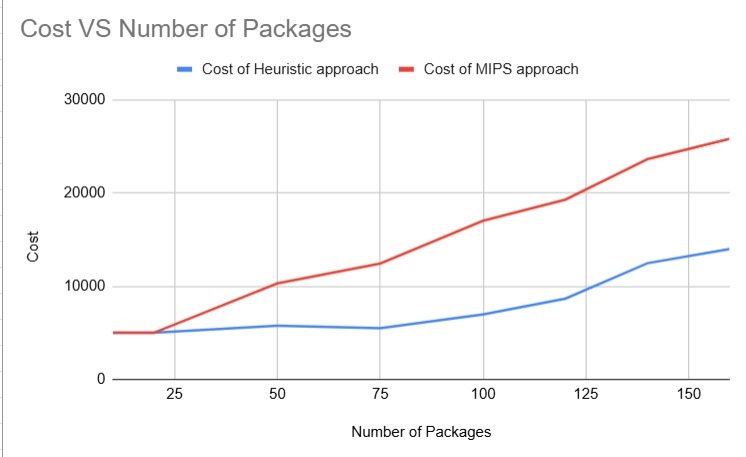 Cost VS Number of Packages
Cost of Heuristic approach Cost of MIPS approach
30000
20000
10000
0
Cost
25 50 75 100 125 150
Number of Packages